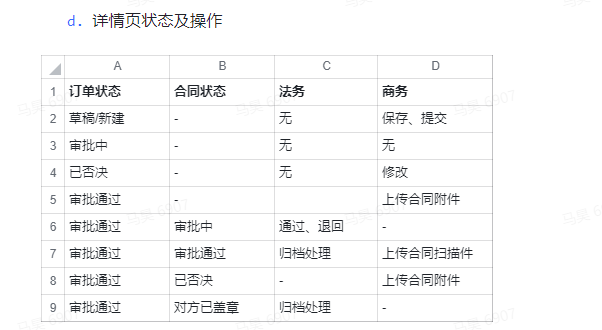 d. 详情页状态及操作
A B C D
1 订单状态 合同状态 法务 商务
2 草稿/新建 - 无 保存、提交
3 审批中 - 无 无
4 已否决 - 无 修改
5 审批通过 - 上传合同附件
6 审批通过 审批中 通过、退回 -
7 审批通过 审批通过 归档处理 上传合同扫描件
8 审批通过 已否决 - 上传合同附件
9 审批通过 对方已盖章 归档处理 -